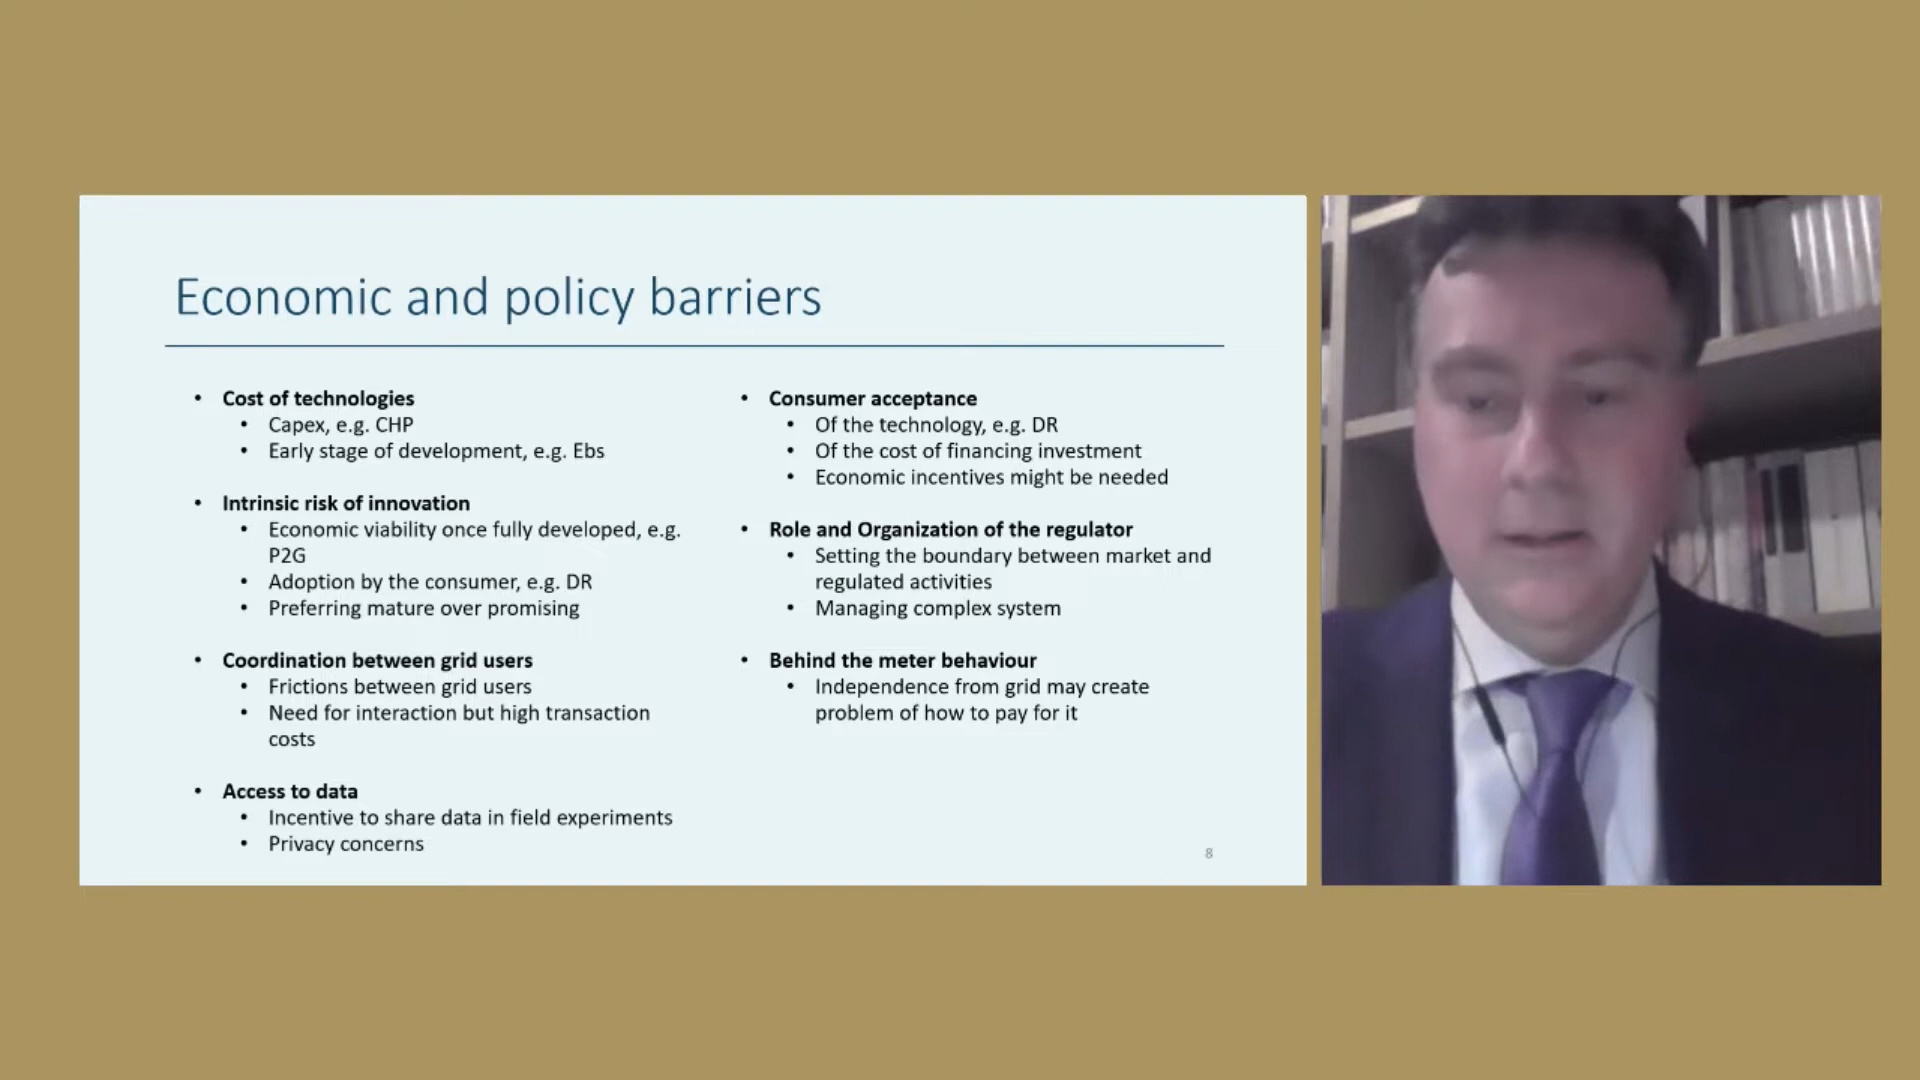 Economic and policy barriers
• Cost of technologies
• Capex, e.g. CHP
• Early stage of development, e.g. Ebs
• Intrinsic risk of innovation
• Economic viability once fully developed, e.g.
P2G
• Adoption by the consumer, e.g. DR
• Preferring mature over promising
• Coordination between grid users
• Frictions between grid users
• Need for interaction but high transaction
costs
• Access to data
• Incentive to share data in field experiments
• Privacy concerns
• Consumer acceptance
• Of the technology, e.g. DR
• Of the cost of financing investment
• Economic incentives might be needed
• Role and Organization of the regulator
• Setting the boundary between market and
regulated activities
• Managing complex system
• Behind the meter behaviour
• Independence from grid may create
problem of how to pay for it
8